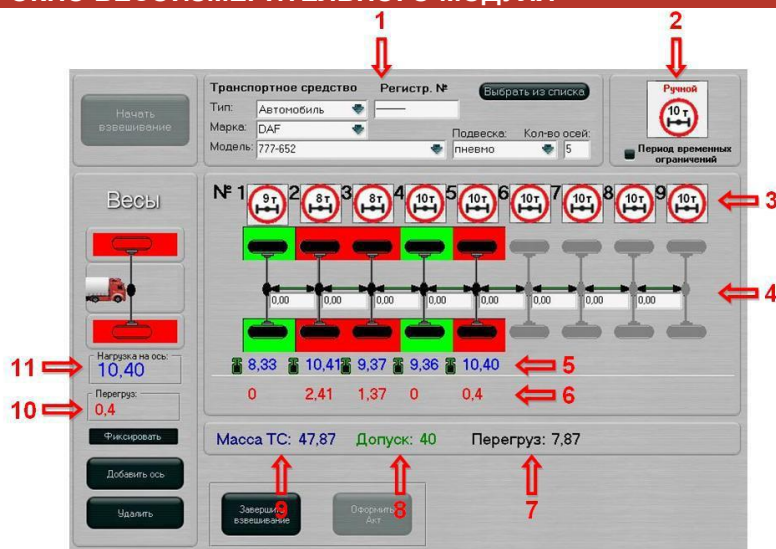 ОКНО ВЕСОИЗМЕРИТЕЛЬНОГО МОДУЛЯ
1 2
Транспортное средство Регистр. № Выбрать из списка Ручной
Начать взвешивание
Тип: Автомобиль 10 т
Марка: DAF Подвеска: Кол-во осей:
Модель: 777-652 пневмо 5
Период временных ограничений
Весы
№ 1 9 т 2 8т 3 8т 4 10т 5 10т 6 10т 7 10т 8 10т 9 10т 3
0,00 0,00 0,00 0,00 0,00 0,00 0,00 0,00 4
11 Нагрузка на ось: 10,40
8,33 10,41 9,37 9,36 10,40 5
10 Перегруз: 0,4
0 2,41 1,37 0 0,4 6
Фиксировать
Масса ТС: 47,87 Допуск: 40 Перегруз: 7,87
Добавить ось
9 8 7
Удалить
Завершить взвешивание
Оформить Акт